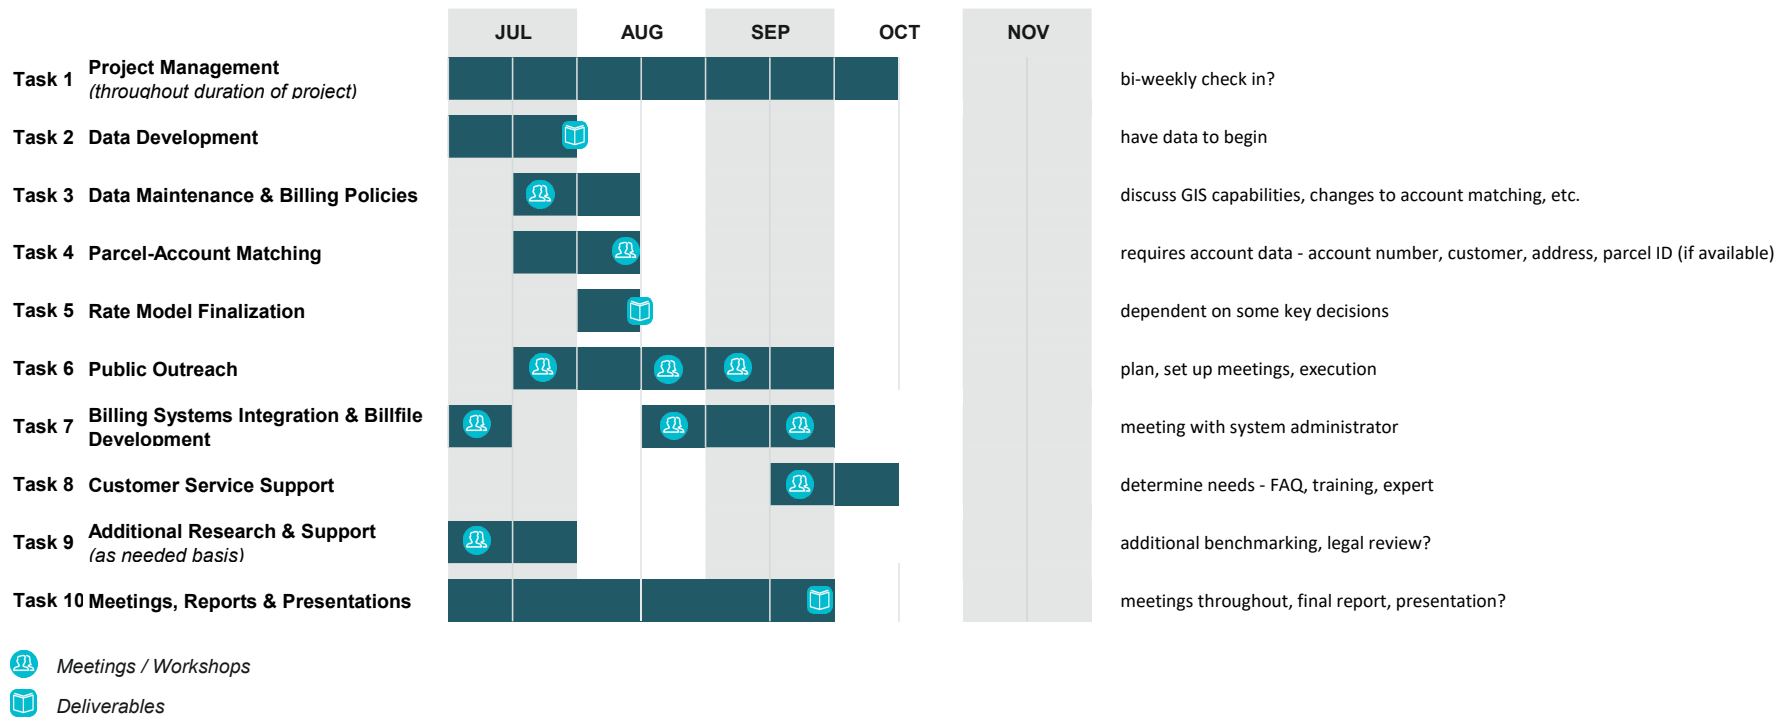 JUL AUG SEP OCT NOV
Task 1 Project Management
(throughout duration of project) bi-weekly check in?
Task 2 Data Development have data to begin
Task 3 Data Maintenance & Billing Policies discuss GIS capabilities, changes to account matching, etc.
Task 4 Parcel-Account Matching requires account data - account number, customer, address, parcel ID (if available)
Task 5 Rate Model Finalization dependent on some key decisions
Task 6 Public Outreach plan, set up meetings, execution
Task 7 Billing Systems Integration & Billfile
Development meeting with system administrator
Task 8 Customer Service Support determine needs - FAQ, training, expert
Task 9 Additional Research & Support
(as needed basis) additional benchmarking, legal review?
Task 10 Meetings, Reports & Presentations meetings throughout, final report, presentation?
Meetings / Workshops
Deliverables